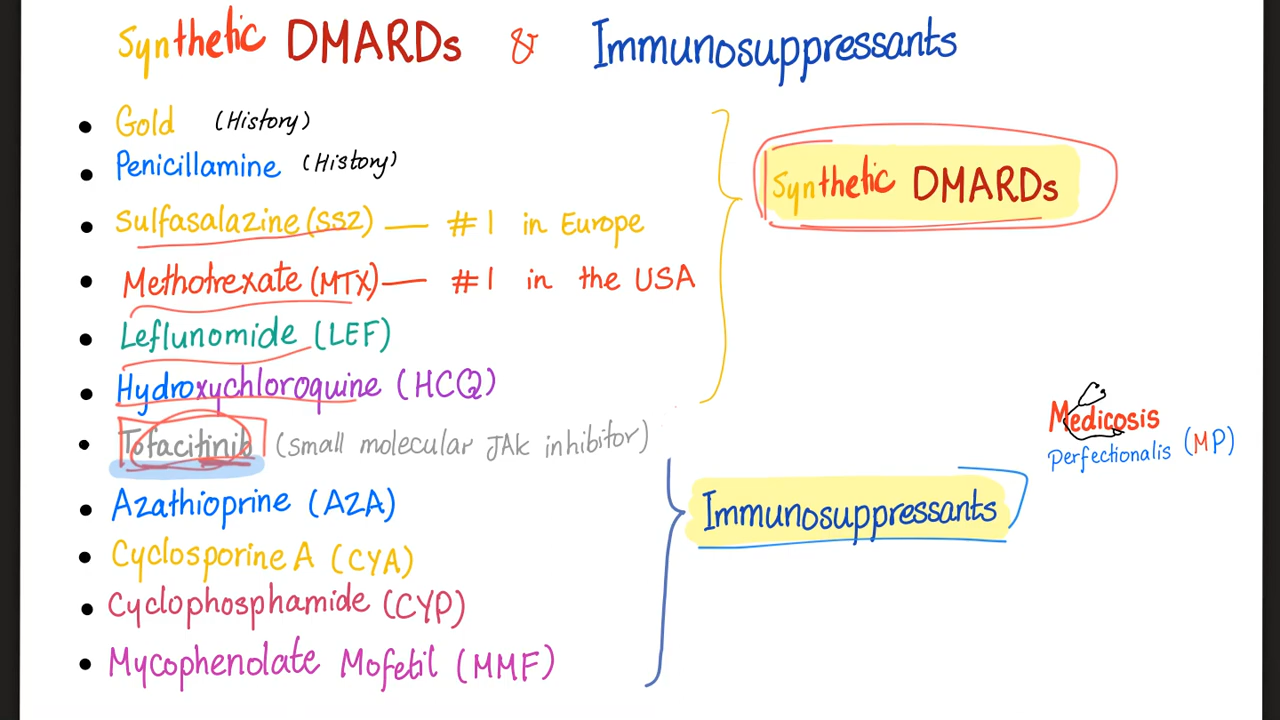 Synthetic DMARDs & Immunosuppressants
• Gold (History)
• Penicillamine (History)
• Sulfasalazine (SSZ) — #1 in Europe
• Methotrexate (MTX) — #1 in the USA
• Leflunomide (LEF)
• Hydroxychloroquine (HCQ)
• Tofacitinib (small molecular JAk inhibitor)
• Azathioprine (AZA)
• Cyclosporine A (CYA)
• Cyclophosphamide (CYP)
• Mycophenolate Mofetil (MMF)
Synthetic DMARDs
Immunosuppressants
Medicosis
Perfectionalis (MP)